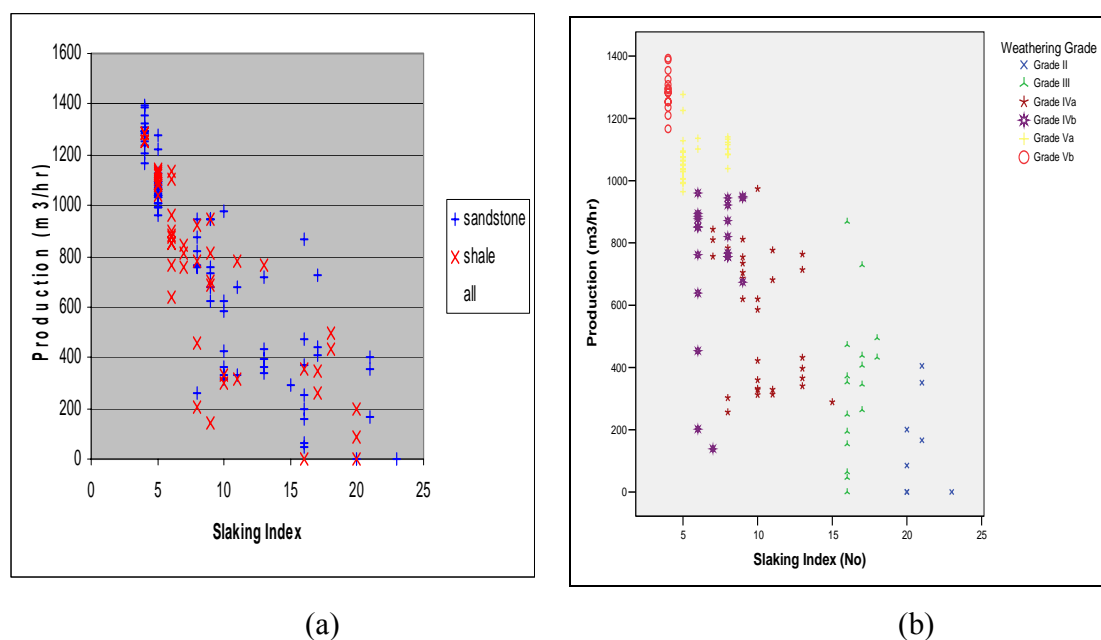 1600
1400
1200
1000
800
600
400
200
0
Production (m3/hr)
0 5 10 15 20 25
Slaking Index
sandstone
shale
all
(a)
1400
1200
1000
800
600
400
200
0
Production (m3/hr)
5 10 15 20 25
Slaking Index (No)
Weathering Grade
Grade II
Grade III
Grade IVa
Grade IVb
Grade Va
Grade Vb
(b)